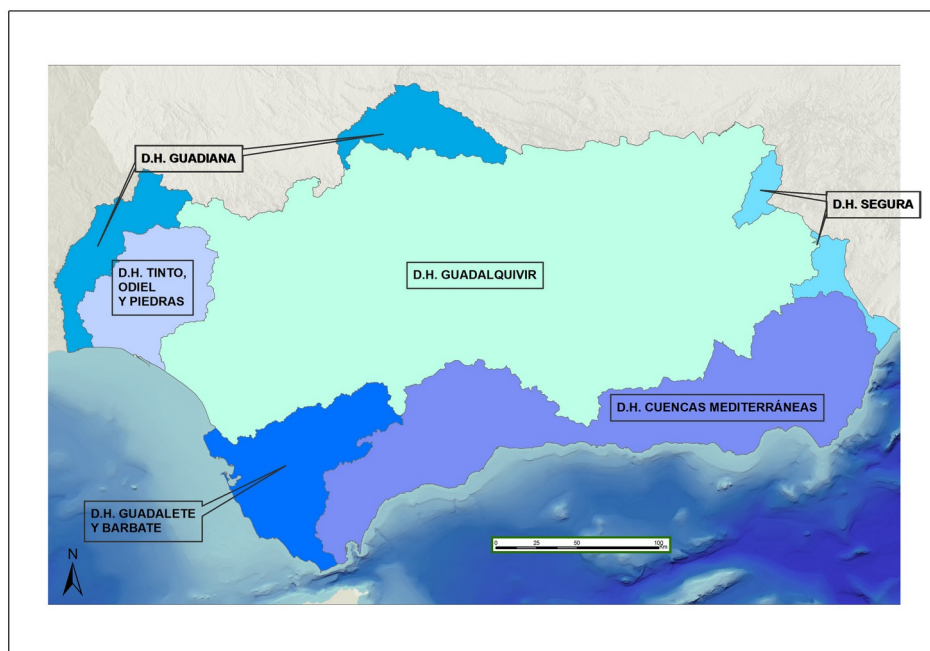 D.H. GUADIANA
D.H. SEGURA
D.H. TINTO,
ODIEL
Y PIEDRAS
D.H. GUADALQUIVIR
D.H. CUENCAS MEDITERRÁNEAS
D.H. GUADALETE
Y BARBATE
N
0 25 50 100
Km